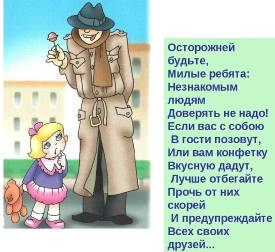 Осторожней
будьте,
Милые ребята:
Незнакомым
людям
Доверять не надо!
Если вас с собою
В гости позовут,
Или вам конфетку
Вкусную дадут,
Лучше отбегайте
Прочь от них
скорей
И предупреждайте
Всех своих
друзей...